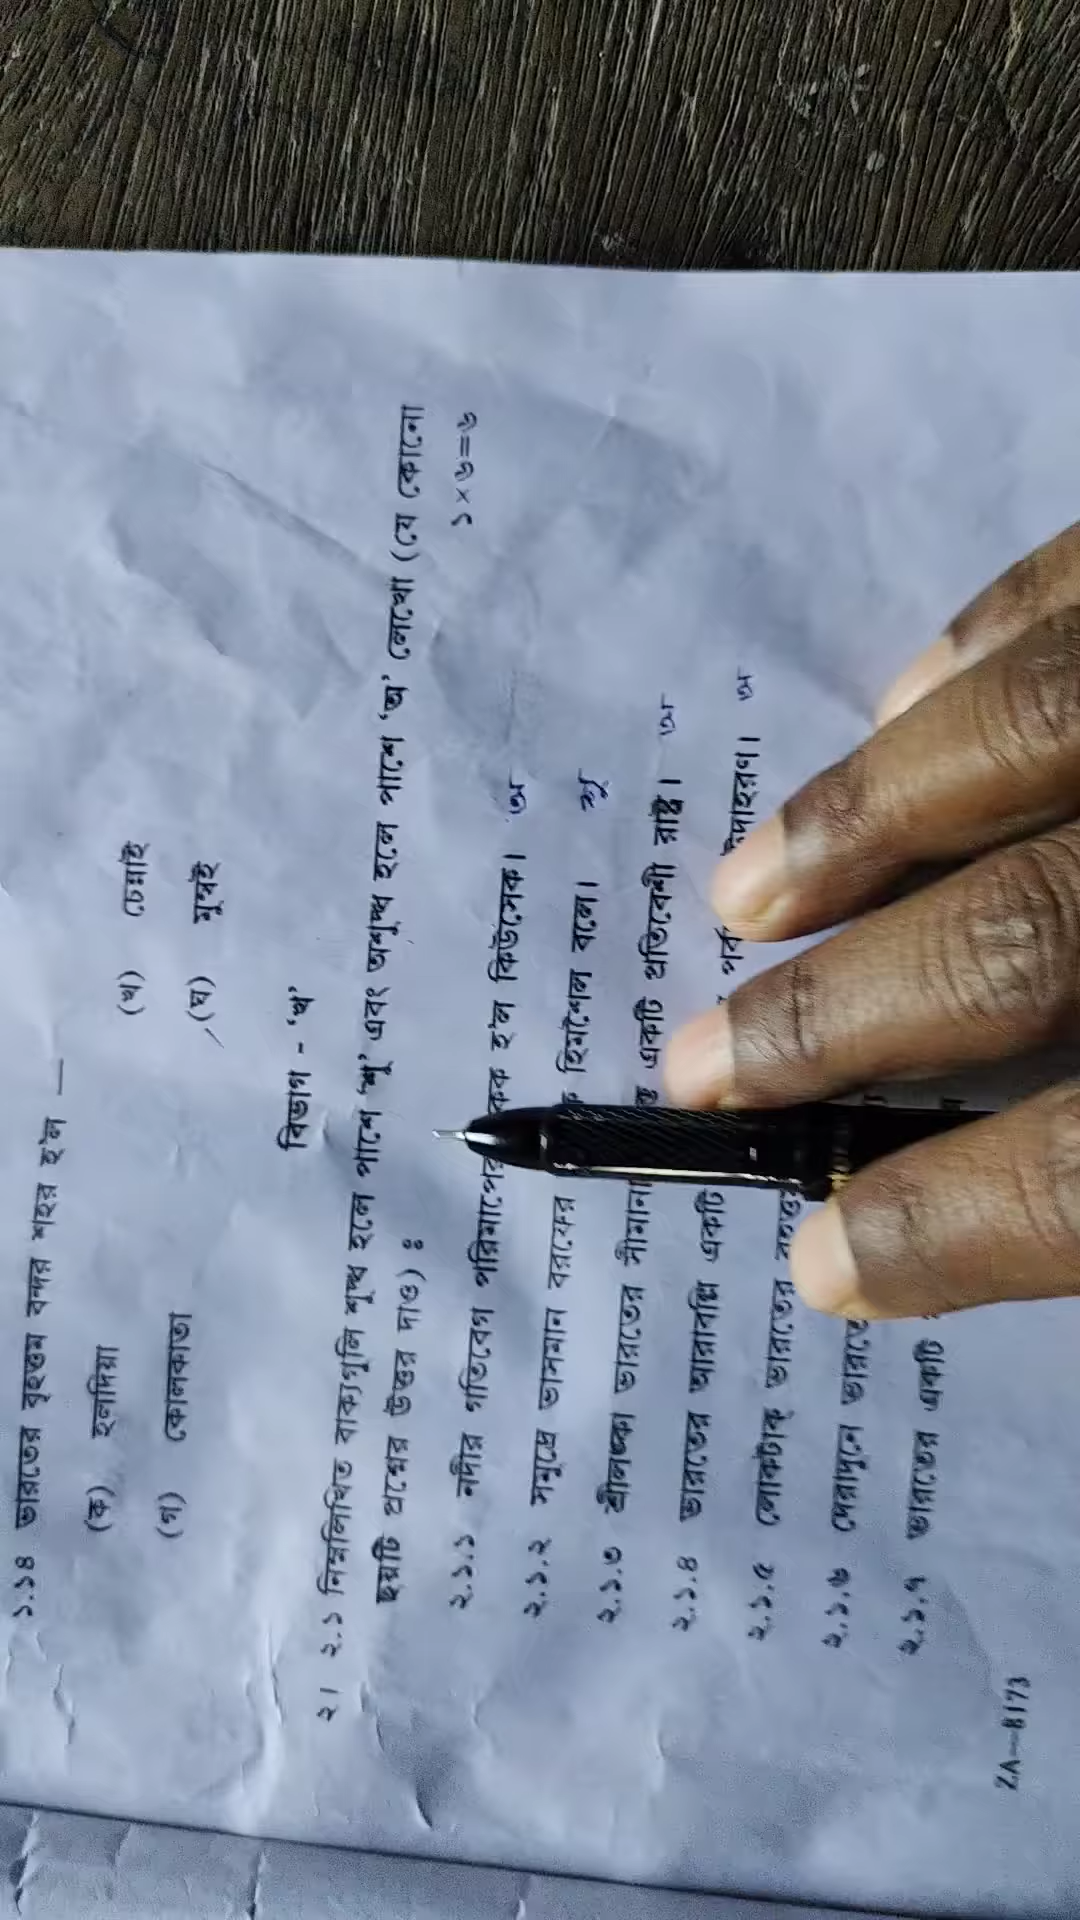 ১.১৪ ভারতের বৃহত্তম বন্দর শহর হল —
(ক) হলদিয়া (খ) চেন্নাই
(গ) কোলকাতা (ঘ) মুম্বই
বিভাগ - 'খ'
২। ২.১ নিম্নলিখিত বাক্যগুলি শুদ্ধ হলে পাশে 'শু' এবং অশুদ্ধ হলে পাশে 'অ' লেখো (যে কোনো
ছয়টি প্রশ্নের উত্তর দাও) : ১×৬=৬
২.১.১ নদীর গতিবেগ পরিমাপের একক হল কিউসেক। অ
২.১.২ সমুদ্রে ভাসমান বরফের হিমশৈল বলে। শু
২.১.৩ শ্রীলঙ্কা ভারতের সীমানা একটি প্রতিবেশী রাষ্ট্র। অ
২.১.৪ ভারতের আরাবল্লি একটি উদাহরণ। অ
২.১.৫ লোকটাক ভারতের
২.১.৬ দেরাদুনে
২.১.৭ ভারতের একটি
ZA—8173